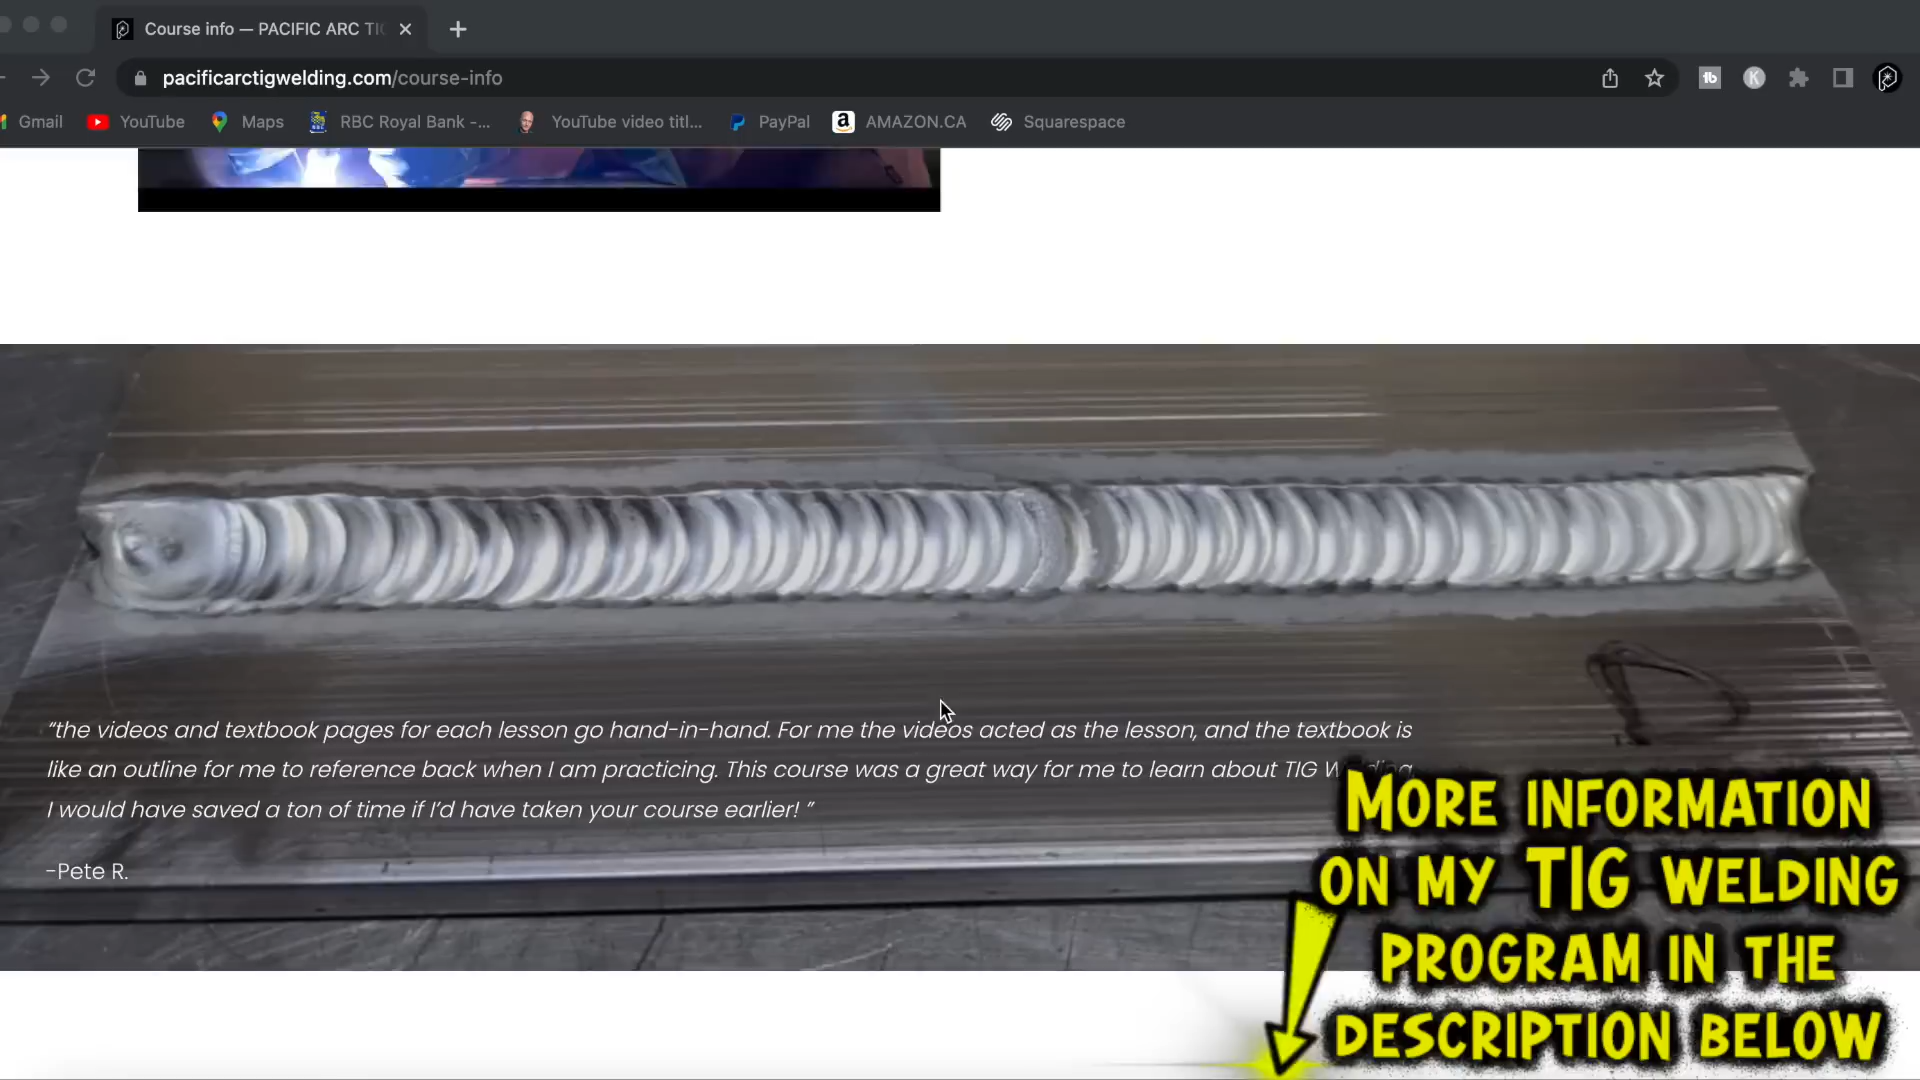 Course info — PACIFIC ARC TIG
pacificarctigwelding.com/course-info
Gmail YouTube Maps RBC Royal Bank -... YouTube video titl... PayPal AMAZON.CA Squarespace
“the videos and textbook pages for each lesson go hand-in-hand. For me the videos acted as the lesson, and the textbook is
like an outline for me to reference back when I am practicing. This course was a great way for me to learn about TIG Welding.
I would have saved a ton of time if I’d have taken your course earlier! ”
-Pete R.
MORE INFORMATION
ON MY TIG WELDING
PROGRAM IN THE
DESCRIPTION BELOW